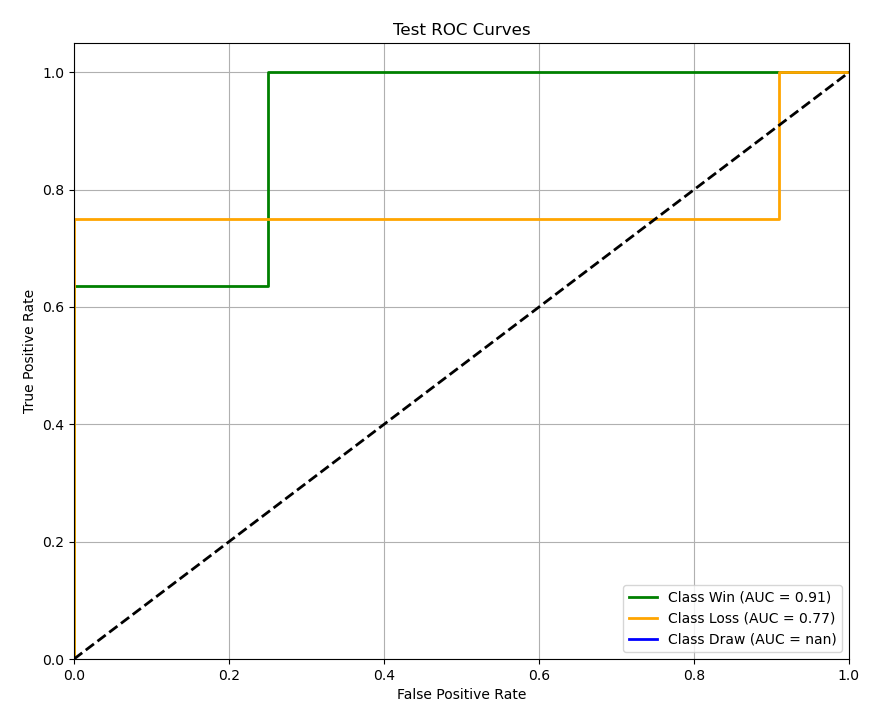 Test ROC Curves
True Positive Rate
1.0
0.8
0.6
0.4
0.2
0.0
0.0 0.2 0.4 0.6 0.8 1.0
False Positive Rate
Class Win (AUC = 0.91)
Class Loss (AUC = 0.77)
Class Draw (AUC = nan)